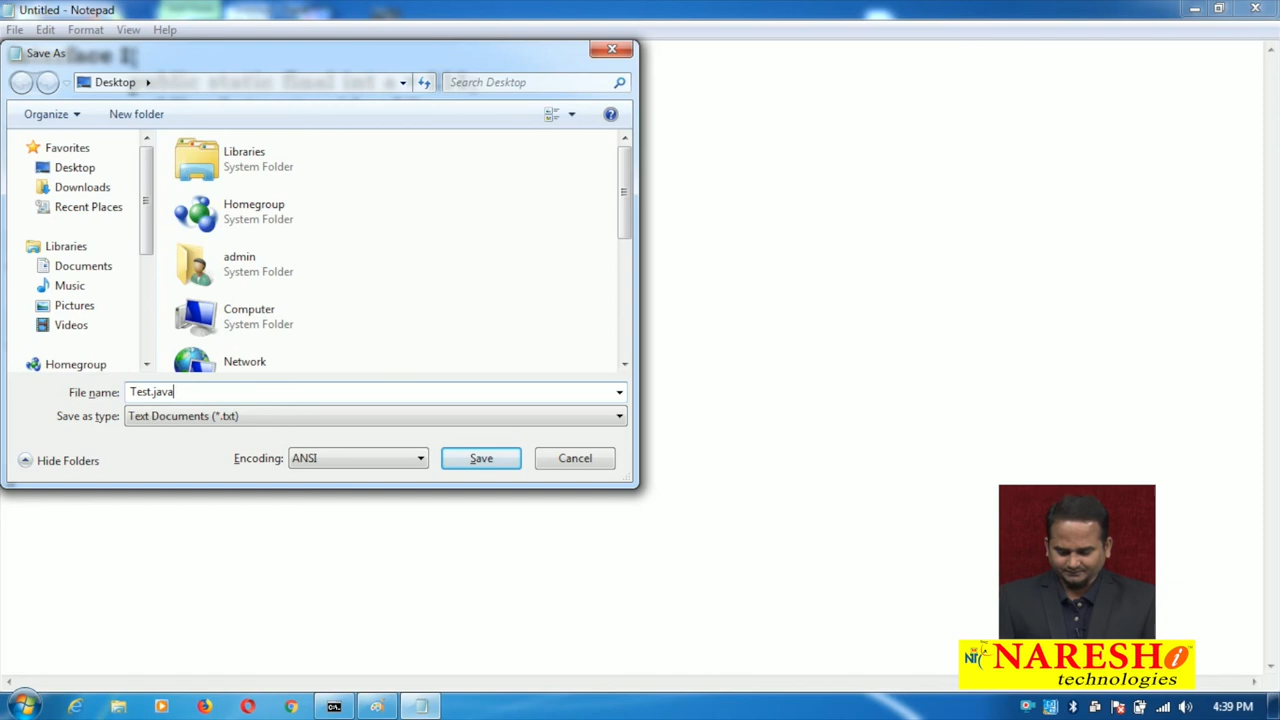 Untitled - Notepad
File Edit Format View Help
Save As
Desktop
Search Desktop
Organize New folder
Favorites
Desktop
Downloads
Recent Places
Libraries
Documents
Music
Pictures
Videos
Homegroup
Libraries
System Folder
Homegroup
System Folder
admin
System Folder
Computer
System Folder
Network
File name: Test.java
Save as type: Text Documents (*.txt)
Hide Folders Encoding: ANSI Save Cancel
NARESH i
technologies
4:39 PM